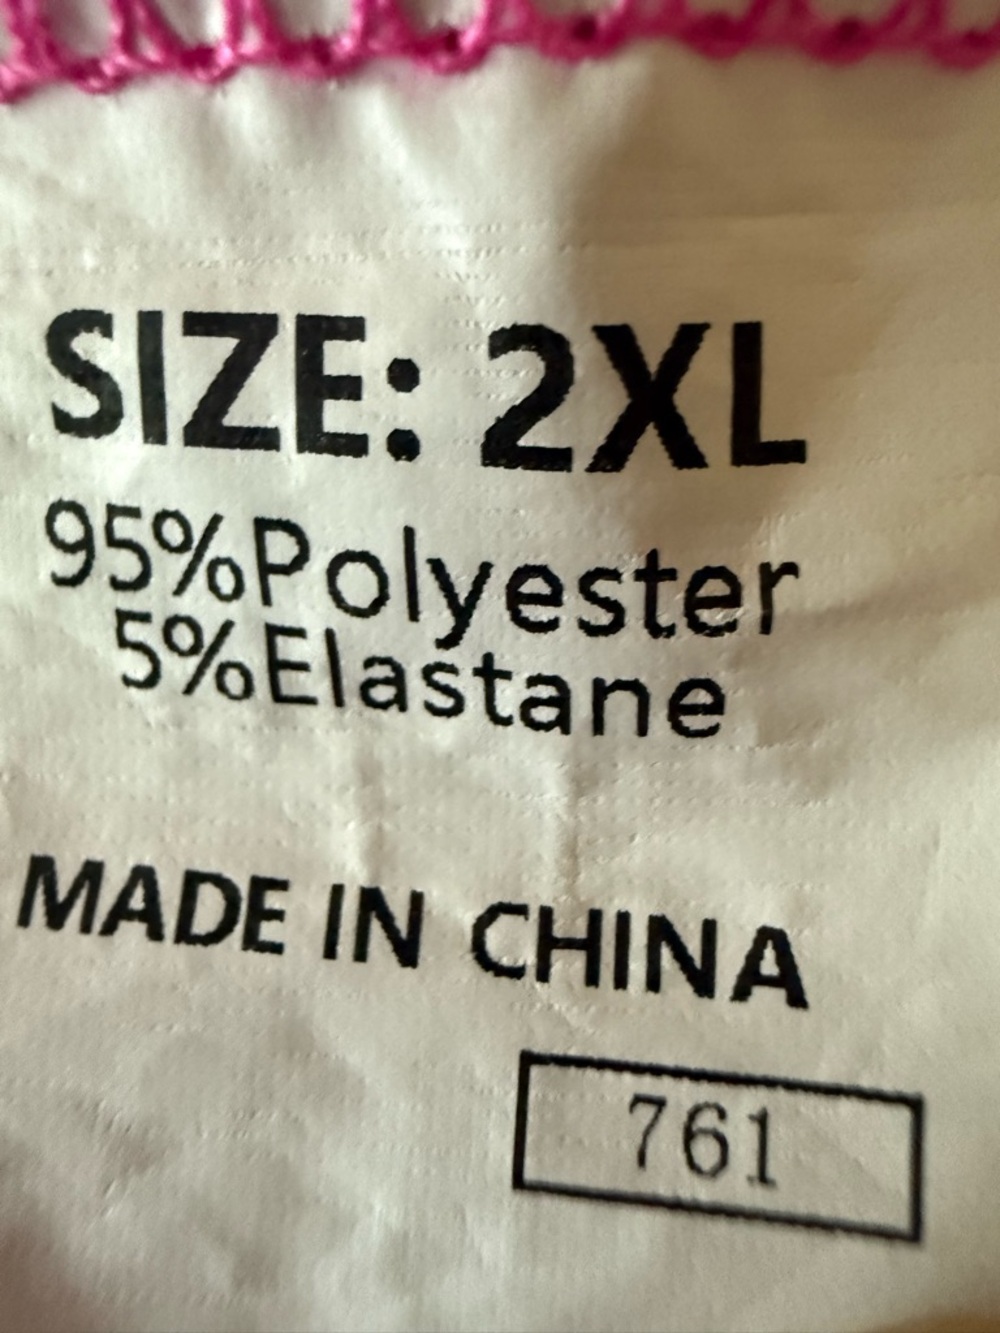 SIZE: 2XL
95%Polyester
5%Elastane
MADE IN CHINA
761